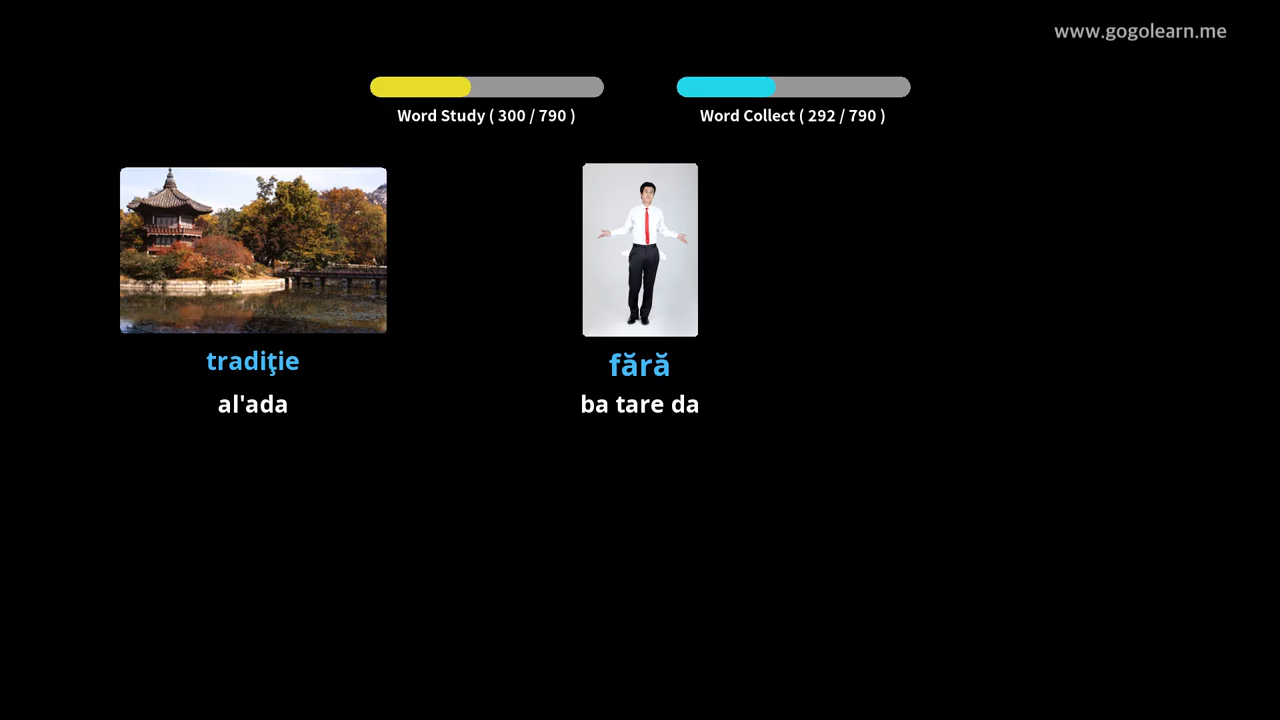 www.gogolearn.me
Word Study ( 300 / 790 )
Word Collect ( 292 / 790 )
tradiţie
fără
al'ada
ba tare da